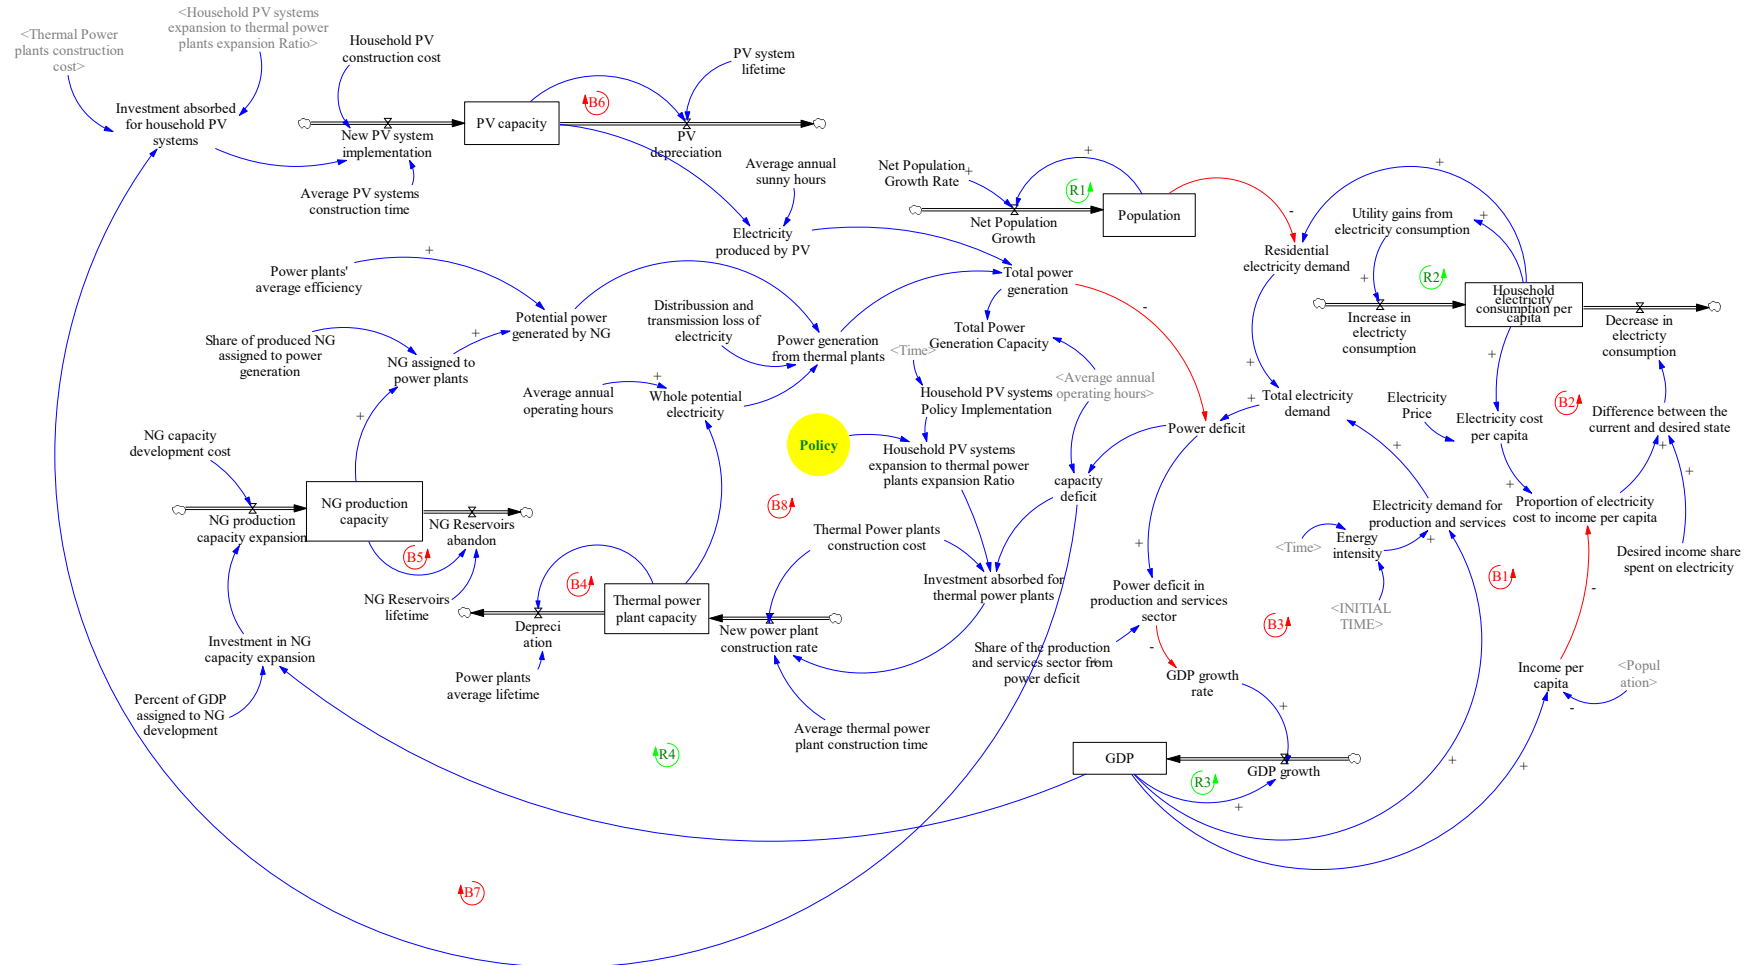 <Thermal Power
plants construction
cost>
<Household PV systems
expansion to thermal power
plants expansion Ratio>
Household PV
construction cost
PV system
lifetime
Investment absorbed
for household PV
systems
New PV system
implementation
PV capacity
B6
PV
depreciation
Average PV systems
construction time
Average annual
sunny hours
Electricity
produced by PV
Net Population
Growth Rate
+
+
R1
Net Population
Growth
Population
-
+
Utility gains from
electricity consumption
+
Residential
electricity demand
R2
+
Increase in
electricty
consumption
Household
electricity
consumption per
capita
Decrease in
electricty
consumption
+
Power plants'
average efficiency
Potential power
generated by NG
Distribussion and
transmission loss of
electricity
Total power
generation
-
Total Power
Generation Capacity
Power generation
from thermal plants
Share of produced NG
assigned to power
generation
+
NG assigned to
power plants
<Time>
<Average annual
operating hours>
Household PV systems
Policy Implementation
Average annual
operating hours
+
Whole potential
electricity
+
Policy
Household PV systems
expansion to thermal power
plants expansion Ratio
Power deficit
+
+
Total electricity
demand
+
Electricity
Price
Electricity cost
per capita
B2
Difference between the
current and desired state
+
+
NG capacity
development cost
NG production
capacity expansion
NG production
capacity
NG Reservoirs
abandon
B5
NG Reservoirs
lifetime
B8
capacity
deficit
+
Electricity demand for
production and services
+
+
Proportion of electricity
cost to income per capita
Thermal Power plants
construction cost
Investment absorbed for
thermal power plants
+
<Time>
Energy
intensity
+
<INITIAL
TIME>
B1
Desired income share
spent on electricity
-
B4
Thermal power
plant capacity
Depreci
ation
New power plant
construction rate
Power plants
average lifetime
Power deficit in
production and services
sector
B3
Share of the production
and services sector from
power deficit
+
-
GDP growth
rate
Income per
capita
<Popul
ation>
-
Investment in NG
capacity expansion
Percent of GDP
assigned to NG
development
Average thermal power
plant construction time
R4
+
GDP
GDP growth
R3
+
+
+
B7